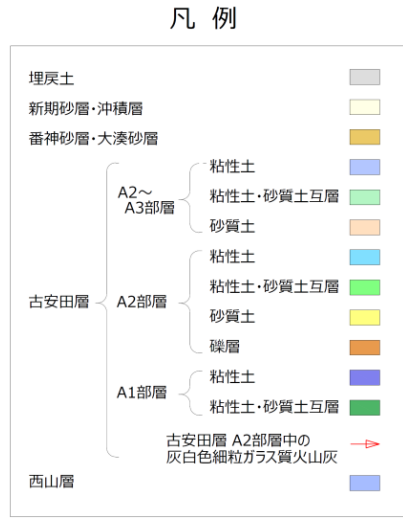 凡 例
埋戻土
新期砂層・沖積層
番神砂層・大湊砂層
古安田層
A2～
A3部層
粘性土
粘性土・砂質土互層
砂質土
A2部層
粘性土
粘性土・砂質土互層
砂質土
礫層
A1部層
粘性土
粘性土・砂質土互層
古安田層 A2部層中の
灰白色細粒ガラス質火山灰
西山層